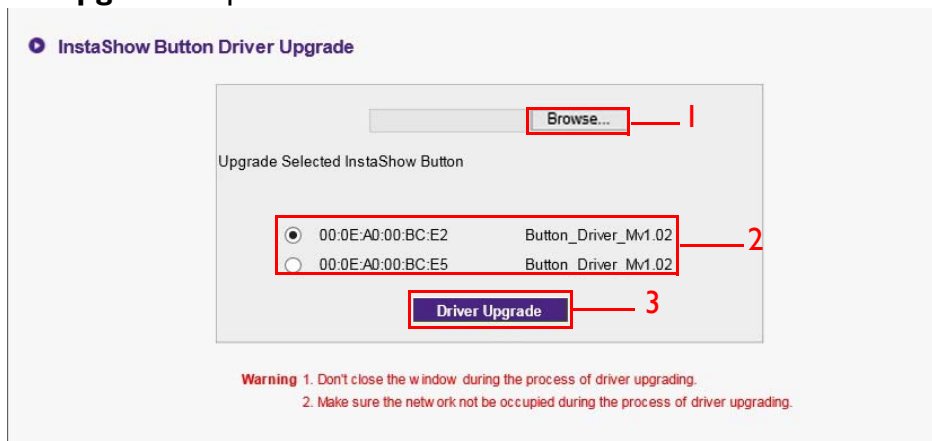 InstaShow Button Driver Upgrade
Browse... 1
Upgrade Selected InstaShow Button
00:0E:A0:00:BC:E2 Button_Driver_Mv1.02
2
00:0E:A0:00:BC:E5 Button_Driver_Mv1.02
Driver Upgrade 3
Warning 1. Don't close the window during the process of driver upgrading.
2. Make sure the network not be occupied during the process of driver upgrading.